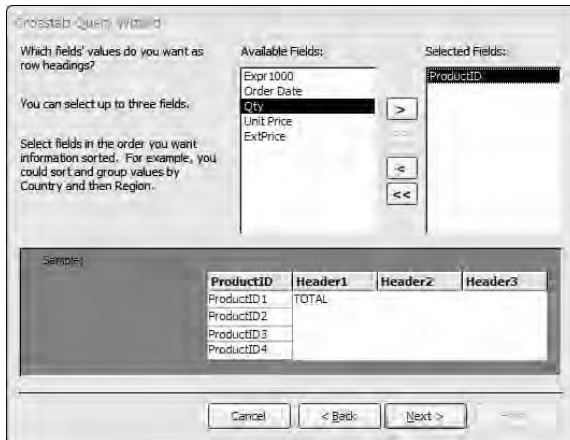 Crosstab Query Wizard
Which fields' values do you want as
row headings?
You can select up to three fields.
Select fields in the order you want
information sorted. For example, you
could sort and group values by
Country and then Region.
Available Fields:
Expr1000
Order Date
Qty
Unit Price
ExtPrice
>
>>
<
<<
Selected Fields:
ProductID
Sample:
ProductID Header1 Header2 Header3
ProductID1 TOTAL
ProductID2
ProductID3
ProductID4
Cancel
< Back
Next >